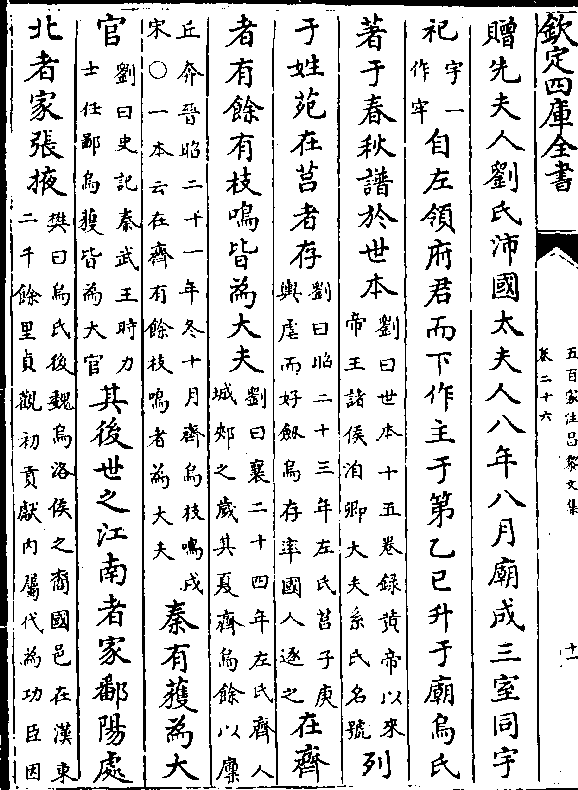 欽定四庫全書
五百家注昌黎文集
卷二十六
十一
贈先夫人劉氏沛國太夫人八年八月廟成三室同宇
祀宇一作牢自左領府君而下作主于第乙巳升于廟烏氏
著于春秋譜於世本劉曰世本十五卷録黄帝以來帝王諸侯洎卿大夫系氏名號列
于姓苑在莒者存劉曰昭二十三年左氏莒子庚輿虐而好劔烏存率國人逐之在齊
者有餘有枝鳴皆為大夫劉曰襄二十四年左氏齊人城郟之歲其夏齊烏餘以廩
丘奔晉昭二十一年冬十月齊烏枝鳴戍宋○一本云在齊有餘枝鳴者為大夫秦有獲為大
官劉曰史記秦武王時力士任鄙烏獲皆為大官其後世之江南者家鄱陽處
北者家張掖樊曰烏氏後魏烏洛侯之裔國邑在漢東二千餘里貞觀初貢獻内屬代為功臣因